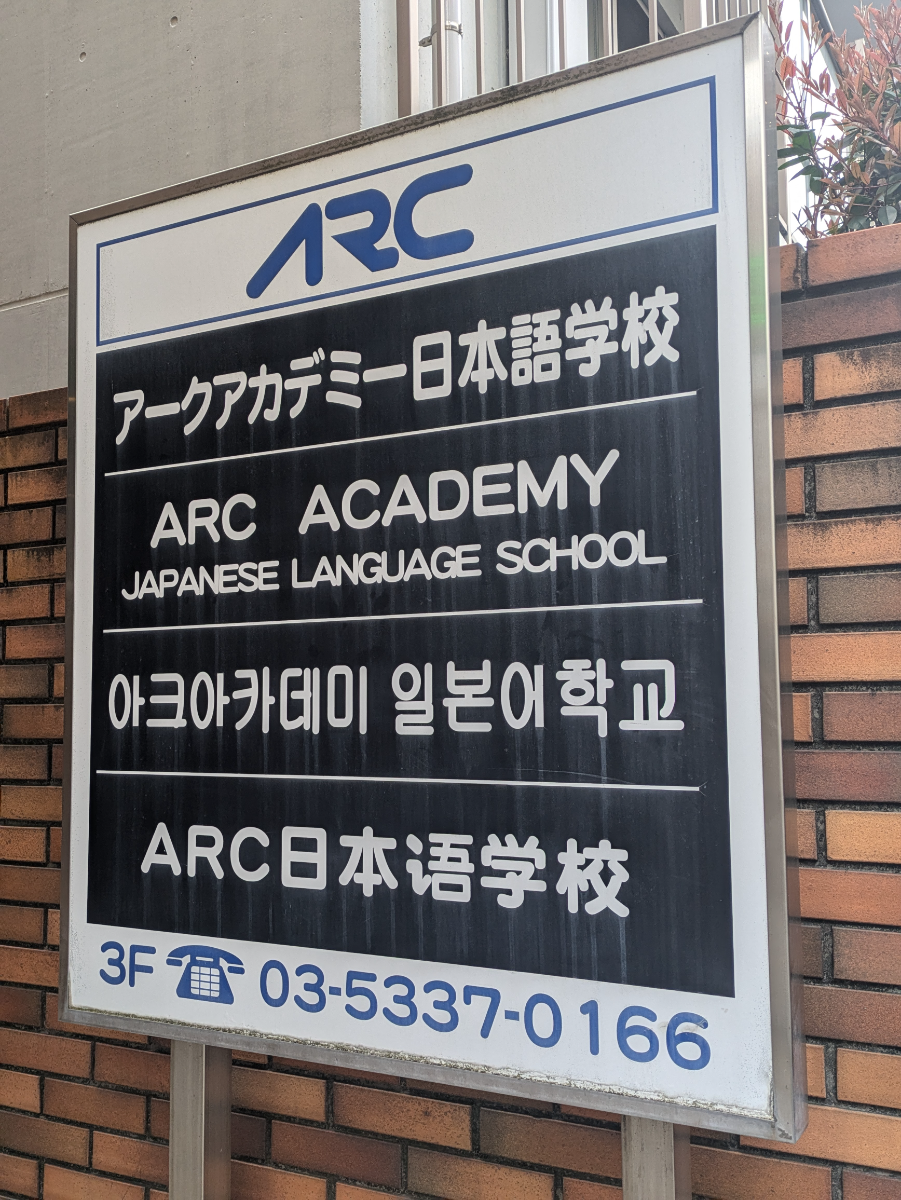 ARC
アークアカデミー日本語学校
ARC ACADEMY
JAPANESE LANGUAGE SCHOOL
아크아카데미 일본어학교
ARC日本语学校
3F 03-5337-0166